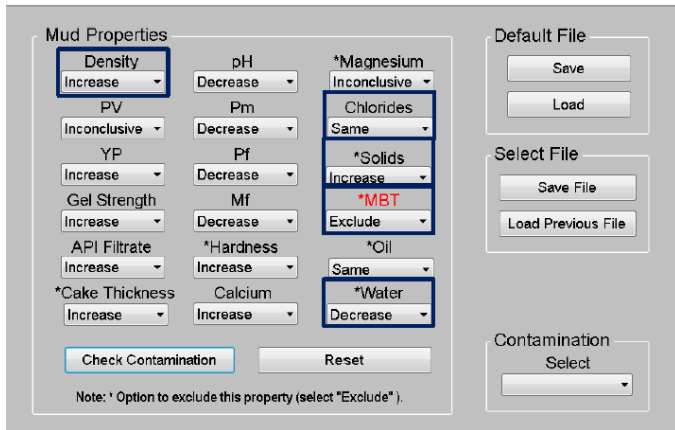 Mud Properties
Density pH *Magnesium
Increase Decrease Inconclusive
PV Pm Chlorides
Inconclusive Decrease Same
YP Pf *Solids
Increase Decrease Increase
Gel Strength Mf *MBT
Increase Decrease Exclude
API Filtrate *Hardness *Oil
Increase Increase Same
*Cake Thickness Calcium *Water
Increase Increase Decrease
Check Contamination Reset
Note: * Option to exclude this property (select "Exclude" ).
Default File
Save
Load
Select File
Save File
Load Previous File
Contamination
Select